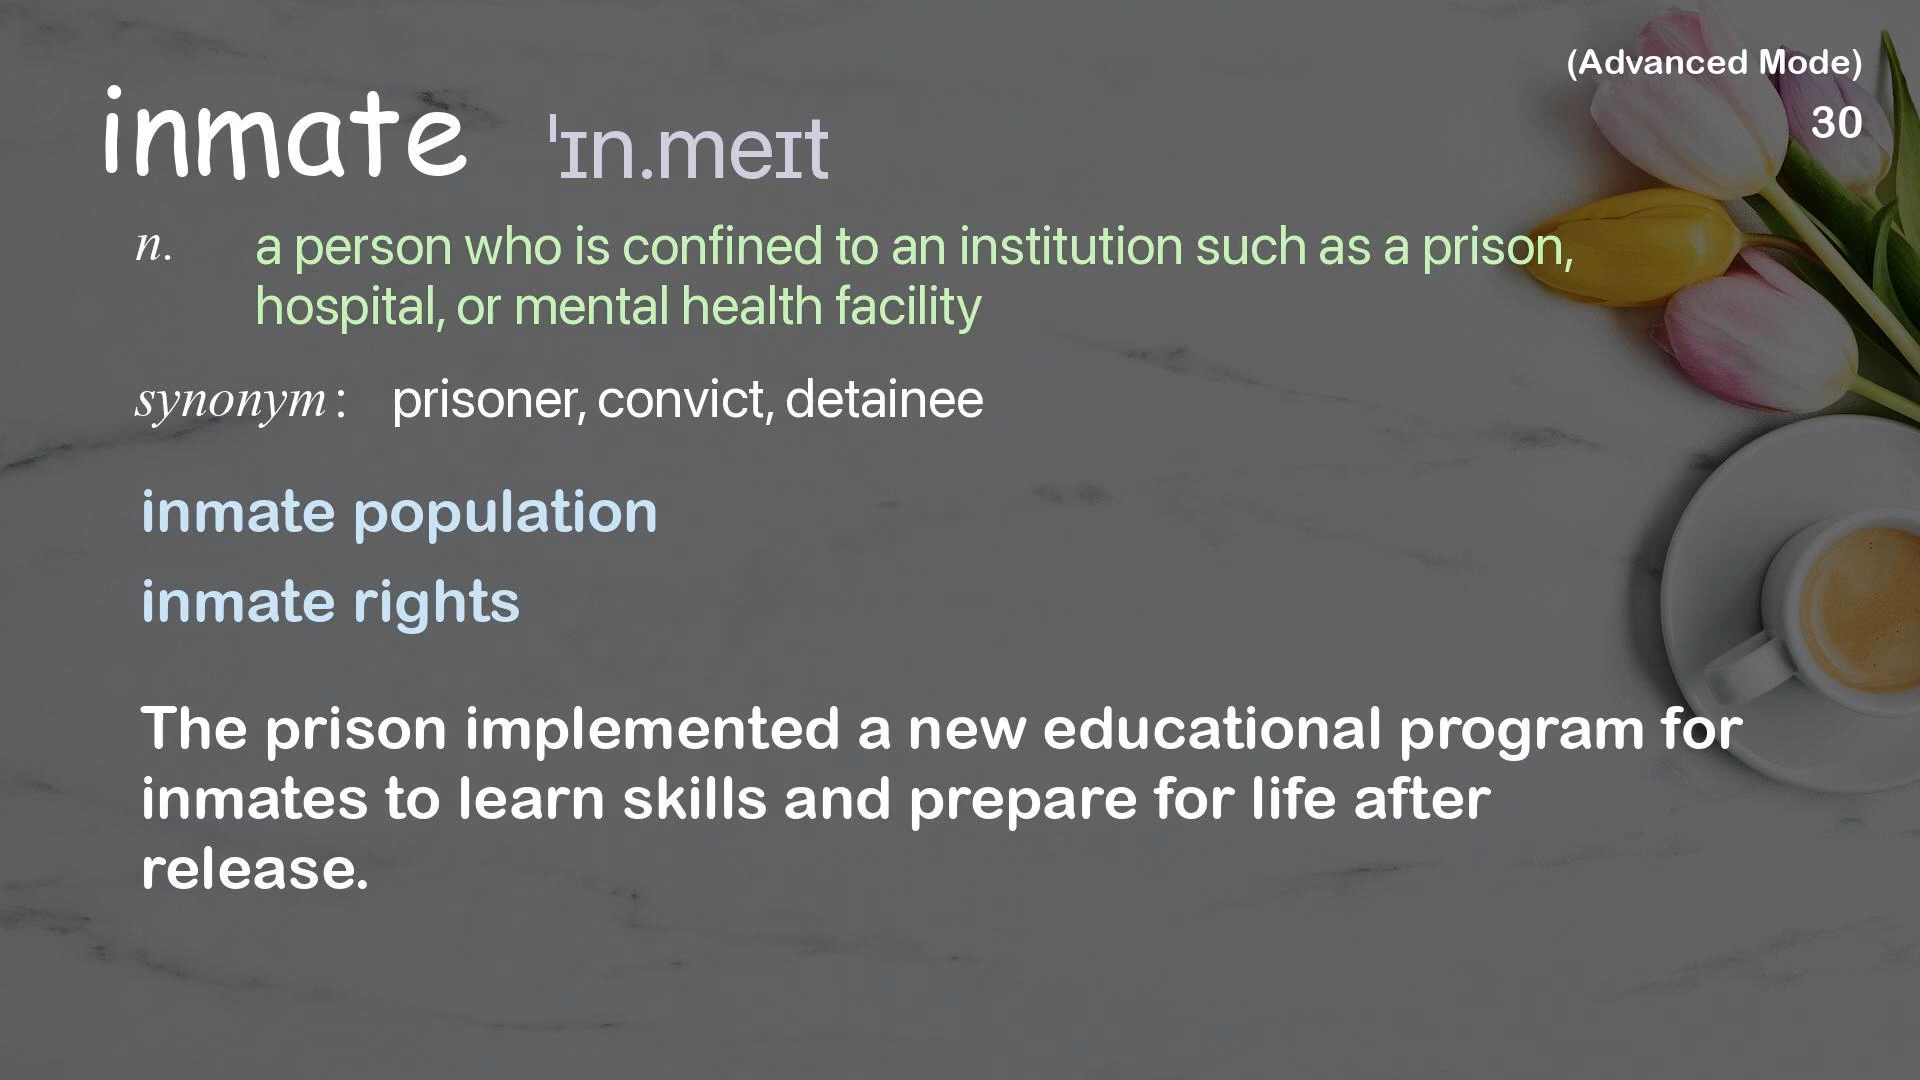 (Advanced Mode)
30
inmate ˈɪn.meɪt
n. a person who is confined to an institution such as a prison,
hospital, or mental health facility
synonym : prisoner, convict, detainee
inmate population
inmate rights
The prison implemented a new educational program for
inmates to learn skills and prepare for life after
release.